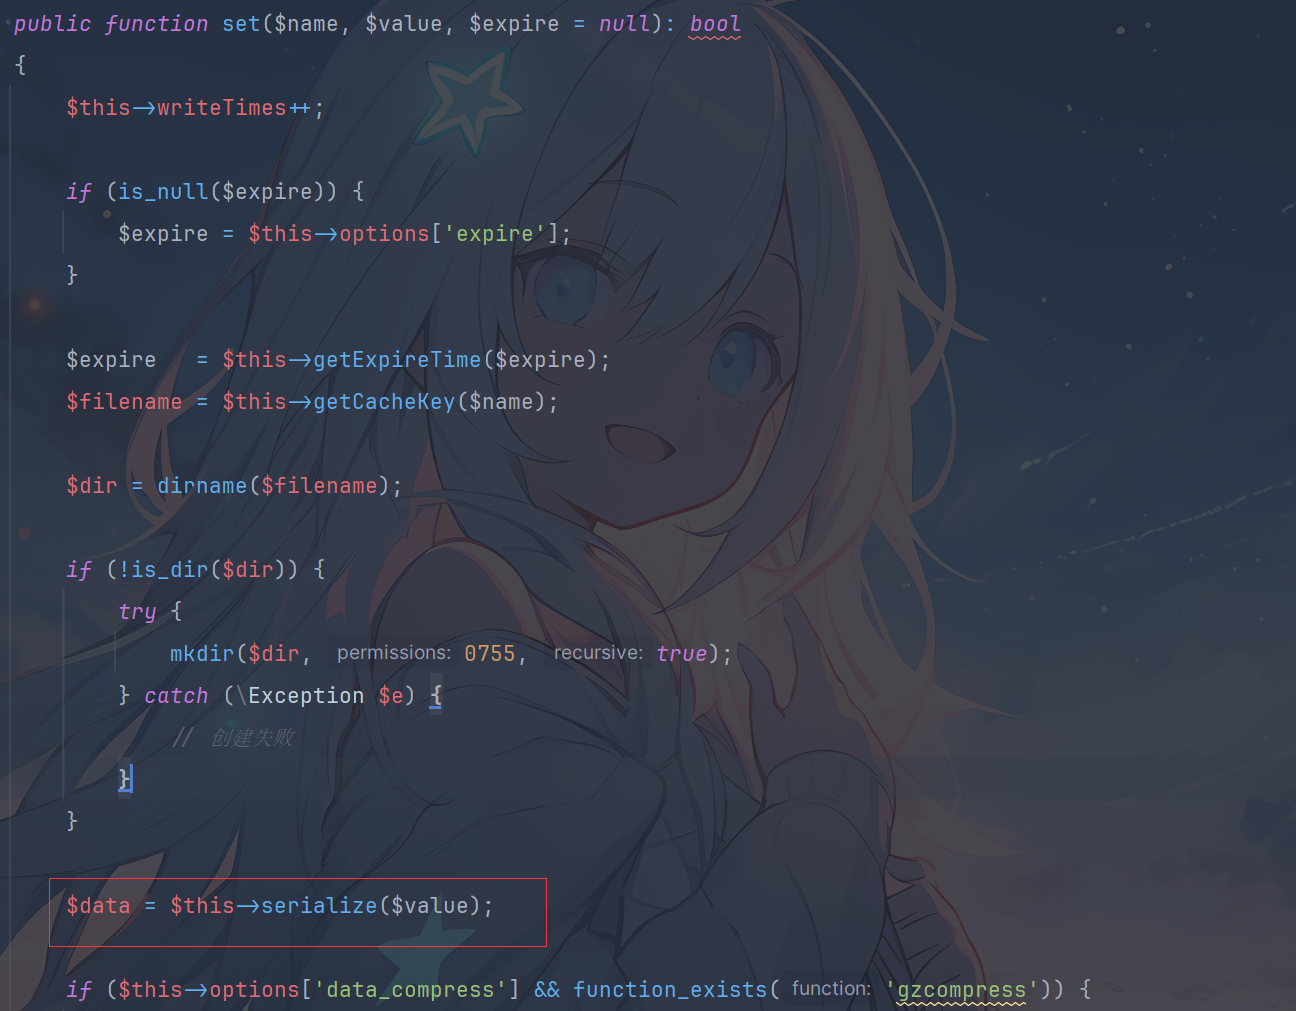 public function set($name, $value, $expire = null): bool
{
$this->writeTimes++;
if (is_null($expire)) {
$expire = $this->options['expire'];
}
$expire   = $this->getExpireTime($expire);
$filename = $this->getCacheKey($name);
$dir = dirname($filename);
if (!is_dir($dir)) {
try {
mkdir($dir, permissions: 0755, recursive: true);
} catch (\Exception $e) {
// 创建失败
}
}
$data = $this->serialize($value);
if ($this->options['data_compress'] && function_exists( function: 'gzcompress')) {